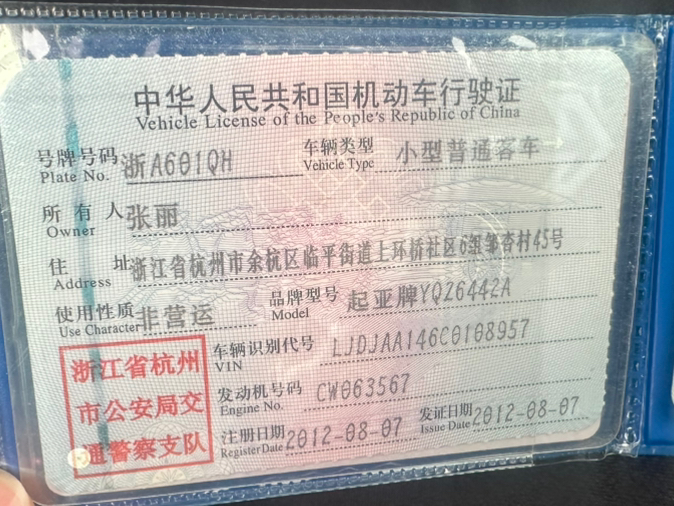 中华人民共和国机动车行驶证
Vehicle License of the People's Republic of China
号牌号码 浙A601QH 车辆类型 小型普通客车
Plate No. Vehicle Type
所有人 张丽
Owner
住址 浙江省杭州市余杭区临平街道上环桥社区6组邹杏村45号
Address
使用性质 非营运 品牌型号 起亚牌YQZ6442A
Use Character Model
车辆识别代号 LJDJAA146C0108957
VIN
发动机号码 CW063567
Engine No.
注册日期 2012-08-07 发证日期 2012-08-07
Register Date Issue Date
浙江省杭州
市公安局交
通警察支队